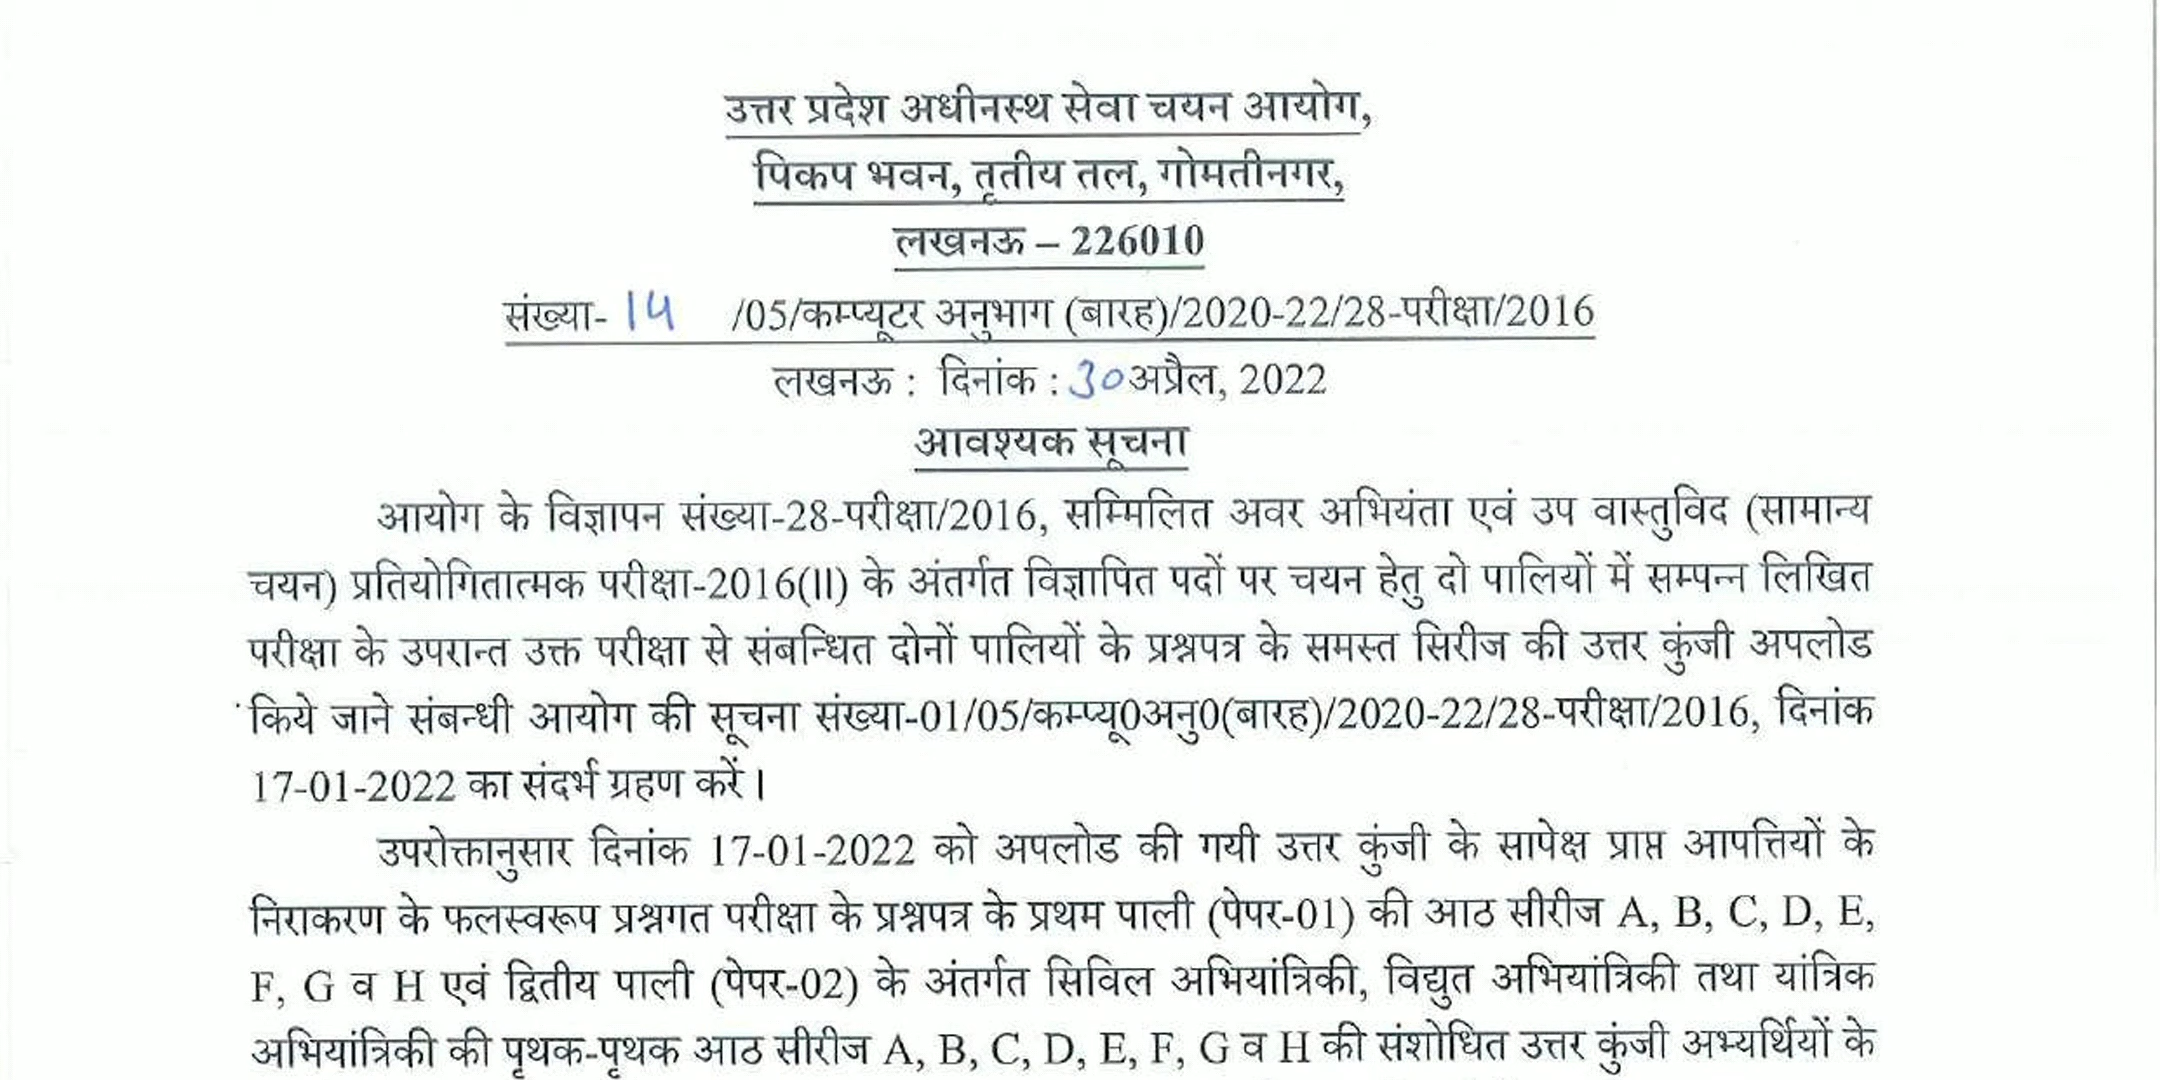 उत्तर प्रदेश अधीनस्थ सेवा चयन आयोग,
पिकप भवन, तृतीय तल, गोमतीनगर,
लखनऊ – 226010
संख्या- 14 /05/कम्प्यूटर अनुभाग (बारह)/2020-22/28-परीक्षा/2016
लखनऊ : दिनांक : 30 अप्रैल, 2022
आवश्यक सूचना
आयोग के विज्ञापन संख्या-28-परीक्षा/2016, सम्मिलित अवर अभियंता एवं उप वास्तुविद (सामान्य
चयन) प्रतियोगितात्मक परीक्षा-2016(II) के अंतर्गत विज्ञापित पदों पर चयन हेतु दो पालियों में सम्पन्न लिखित
परीक्षा के उपरान्त उक्त परीक्षा से संबन्धित दोनों पालियों के प्रश्नपत्र के समस्त सिरीज की उत्तर कुंजी अपलोड
किये जाने संबन्धी आयोग की सूचना संख्या-01/05/कम्प्यू0अनु0(बारह)/2020-22/28-परीक्षा/2016, दिनांक
17-01-2022 का संदर्भ ग्रहण करें।
उपरोक्तानुसार दिनांक 17-01-2022 को अपलोड की गयी उत्तर कुंजी के सापेक्ष प्राप्त आपत्तियों के
निराकरण के फलस्वरूप प्रश्नगत परीक्षा के प्रश्नपत्र के प्रथम पाली (पेपर-01) की आठ सीरीज A, B, C, D, E,
F, G व H एवं द्वितीय पाली (पेपर-02) के अंतर्गत सिविल अभियांत्रिकी, विद्युत अभियांत्रिकी तथा यांत्रिक
अभियांत्रिकी की पृथक-पृथक आठ सीरीज A, B, C, D, E, F, G व H की संशोधित उत्तर कुंजी अभ्यर्थियों के